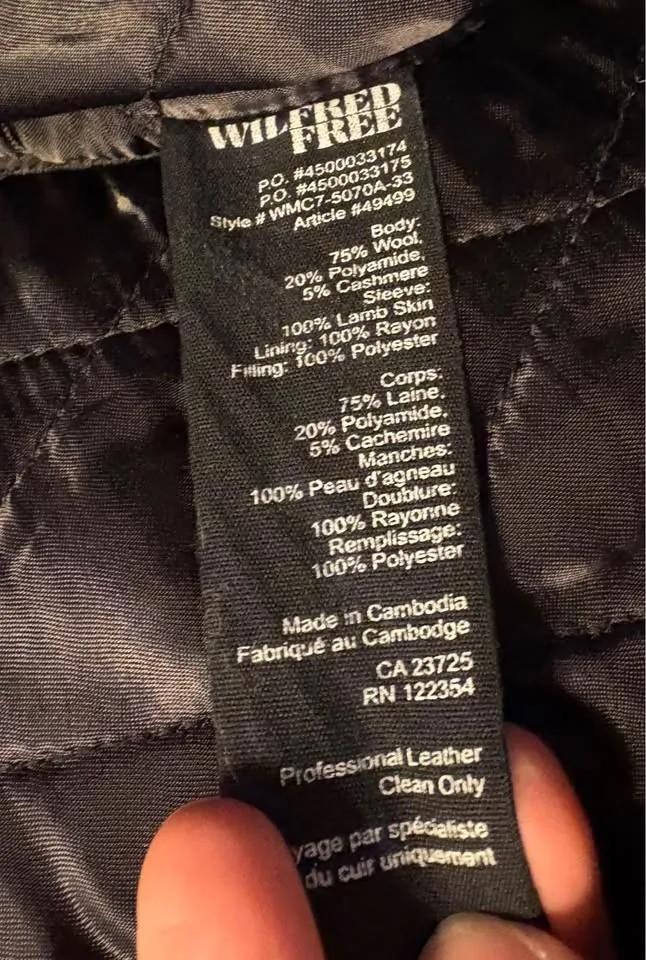 WILFRED
FREE
P.O. #4500033174
P.O. #4500033175
Style # WMC7-5070A-33
Article #49499
Body:
75% Wool,
20% Polyamide,
5% Cashmere
Sleeve:
100% Lamb Skin
Lining: 100% Rayon
Filling: 100% Polyester
Corps:
75% Laine,
20% Polyamide,
5% Cachemire
Manches:
100% Peau d'agneau
Doublure:
100% Rayonne
Remplissage:
100% Polyester
Made in Cambodia
Fabriqué au Cambodge
CA 23725
RN 122354
Professional Leather
Clean Only
par spécialiste
du cuir uniquement